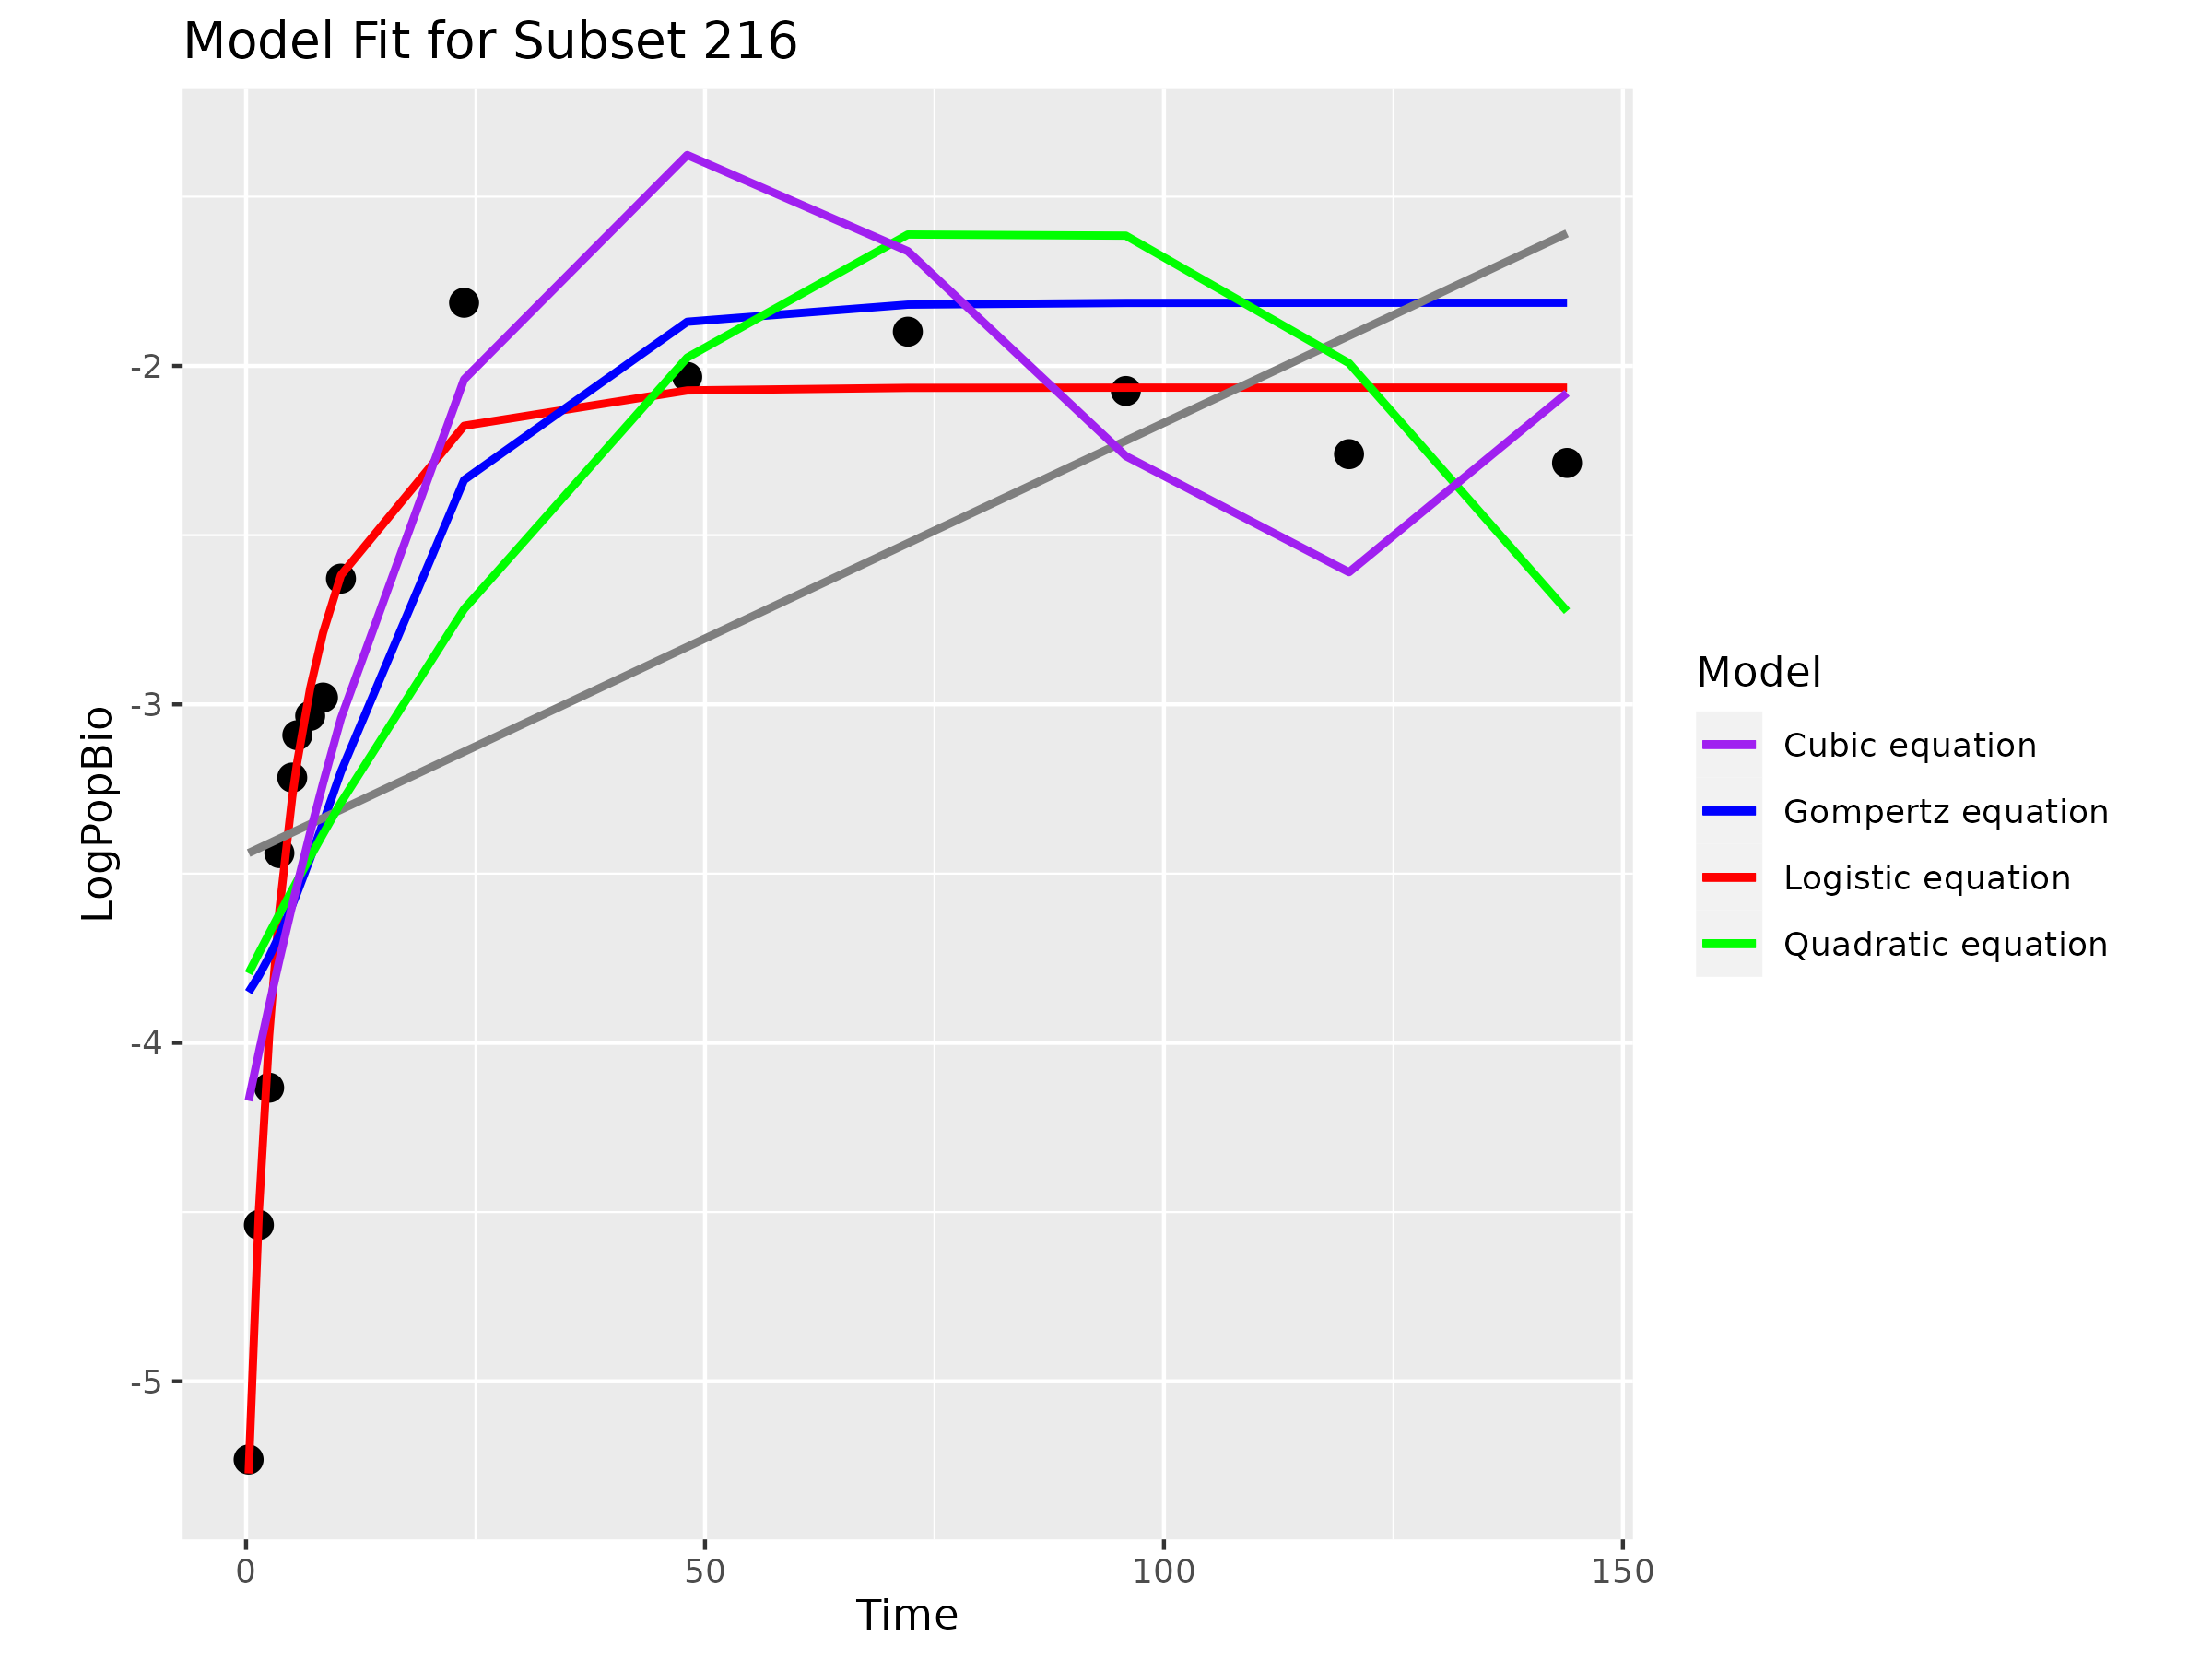 Model Fit for Subset 216
LogPopBio
-2
-3
-4
-5
0
50
100
150
Time
Model
Cubic equation
Gompertz equation
Logistic equation
Quadratic equation